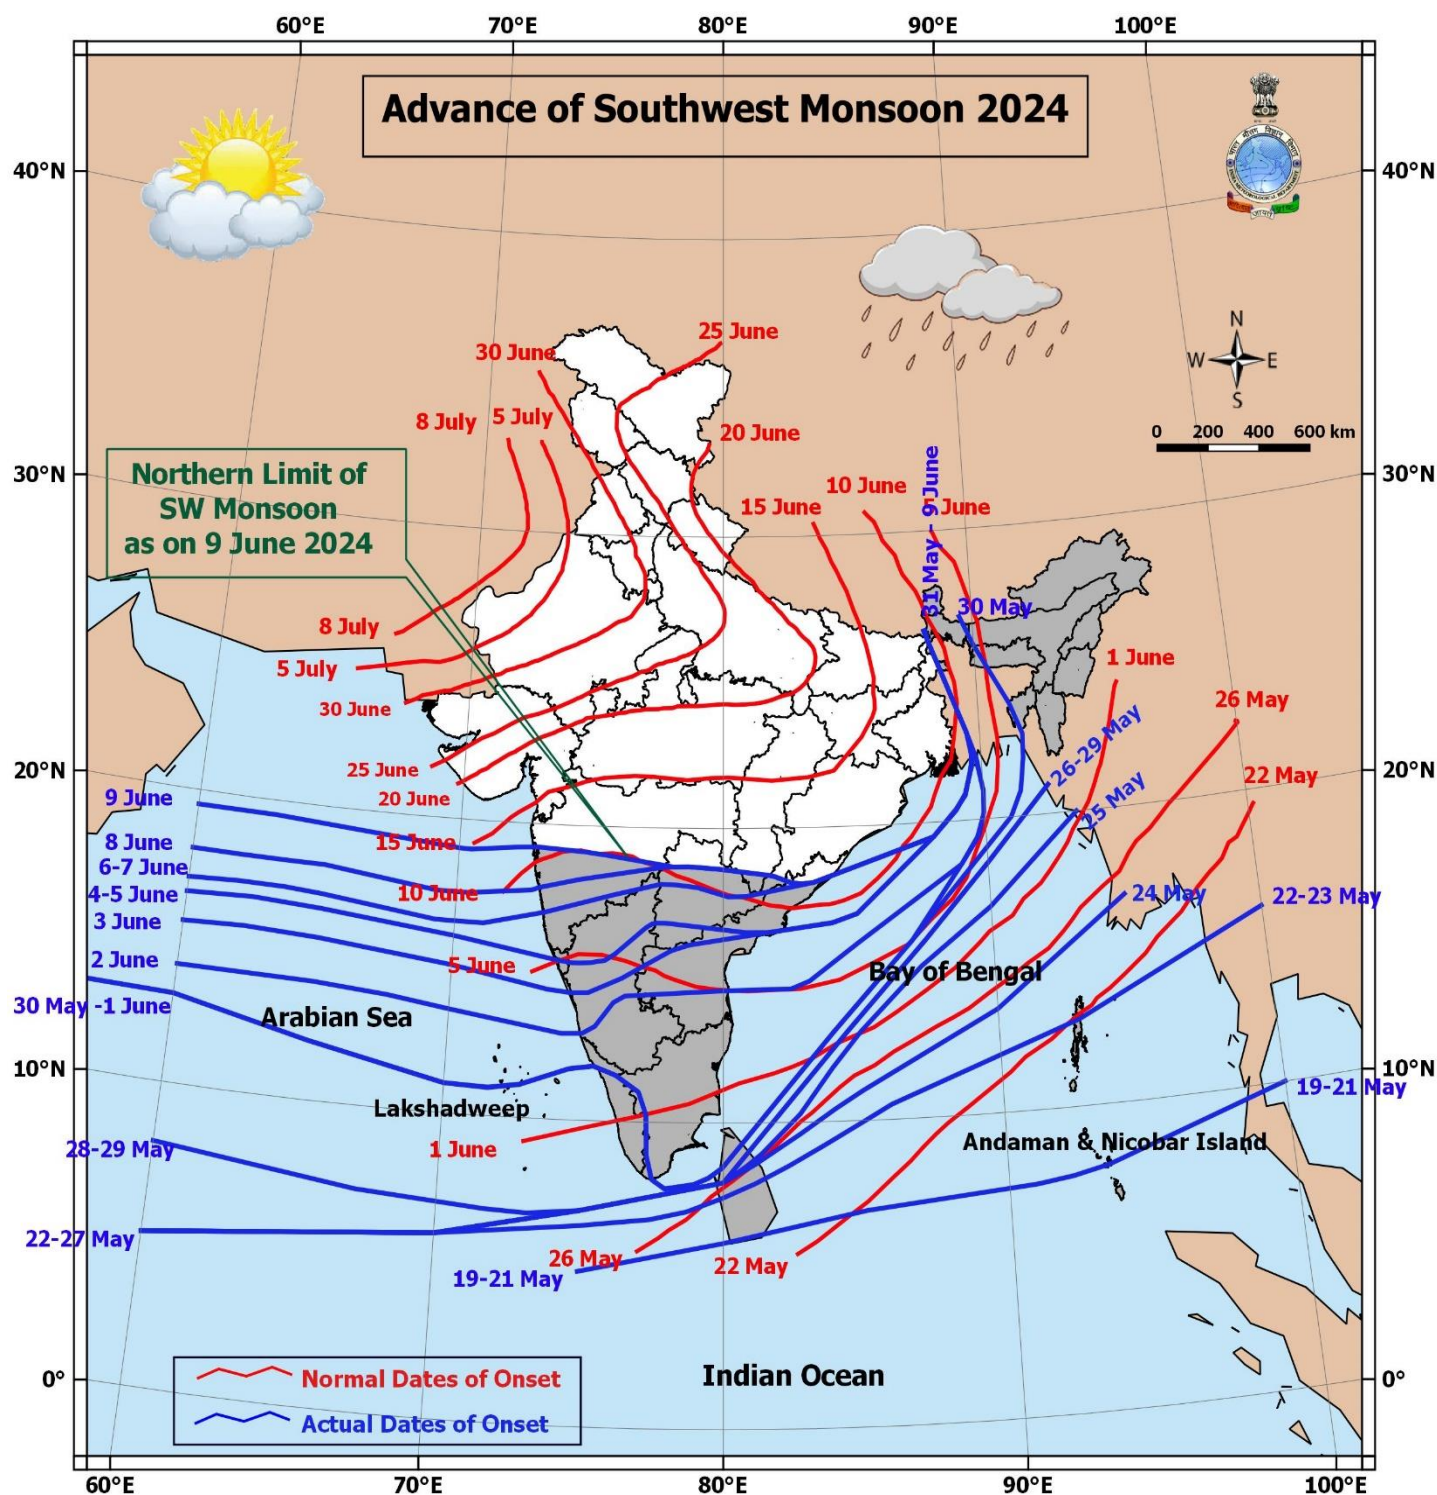 60°E 70°E 80°E 90°E 100°E
Advance of Southwest Monsoon 2024
40°N 40°N
N
W E
S
0 200 400 600 km
25 June
30 June
8 July 5 July
20 June
30°N 30°N
Northern Limit of
SW Monsoon
as on 9 June 2024
10 June
15 June
June
31 May - 9 June
30 May
8 July
5 July
30 June
1 June
26 May
26-29 May
25 May
22 May
25 June
20 June
20°N 20°N
9 June
15 June
8 June
6-7 June
4-5 June
10 June
24 May
22-23 May
3 June
2 June
5 June
Bay of Bengal
30 May -1 June
Arabian Sea
10°N 10°N
19-21 May
Lakshadweep
1 June
28-29 May
Andaman & Nicobar Island
22-27 May
26 May
19-21 May
22 May
Indian Ocean
0° 0°
Normal Dates of Onset
Actual Dates of Onset
60°E 70°E 80°E 90°E 100°E